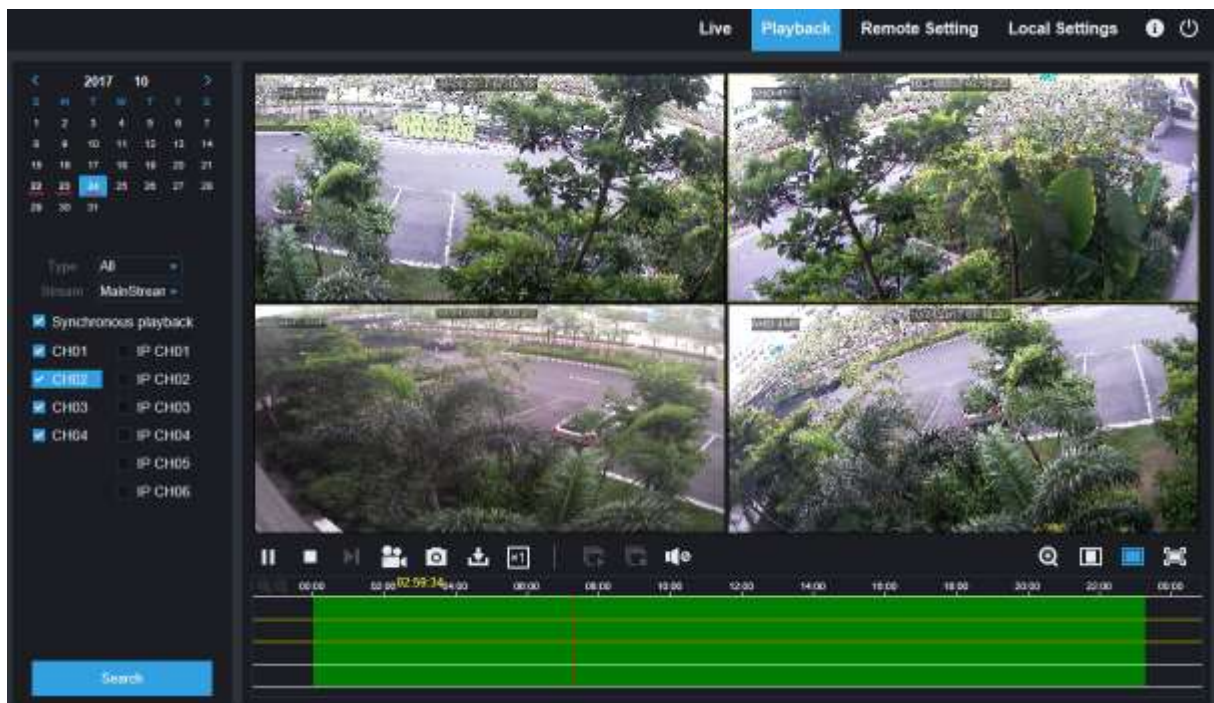 Live Playback Remote Setting Local Settings
2017 10
S M T W T F S
1 2 3 4 5 6 7
8 9 10 11 12 13 14
15 16 17 18 19 20 21
22 23 24 25 26 27 28
29 30 31
Type All
Stream MainStrean
Synchronous playback
CH01 IP CH01
CH02 IP CH02
CH03 IP CH03
CH04 IP CH04
IP CH05
IP CH06
X1
00:00 02:00 02:59:34 04:00 06:00 08:00 10:00 12:00 14:00 16:00 18:00 20:00 22:00 00:00
Search